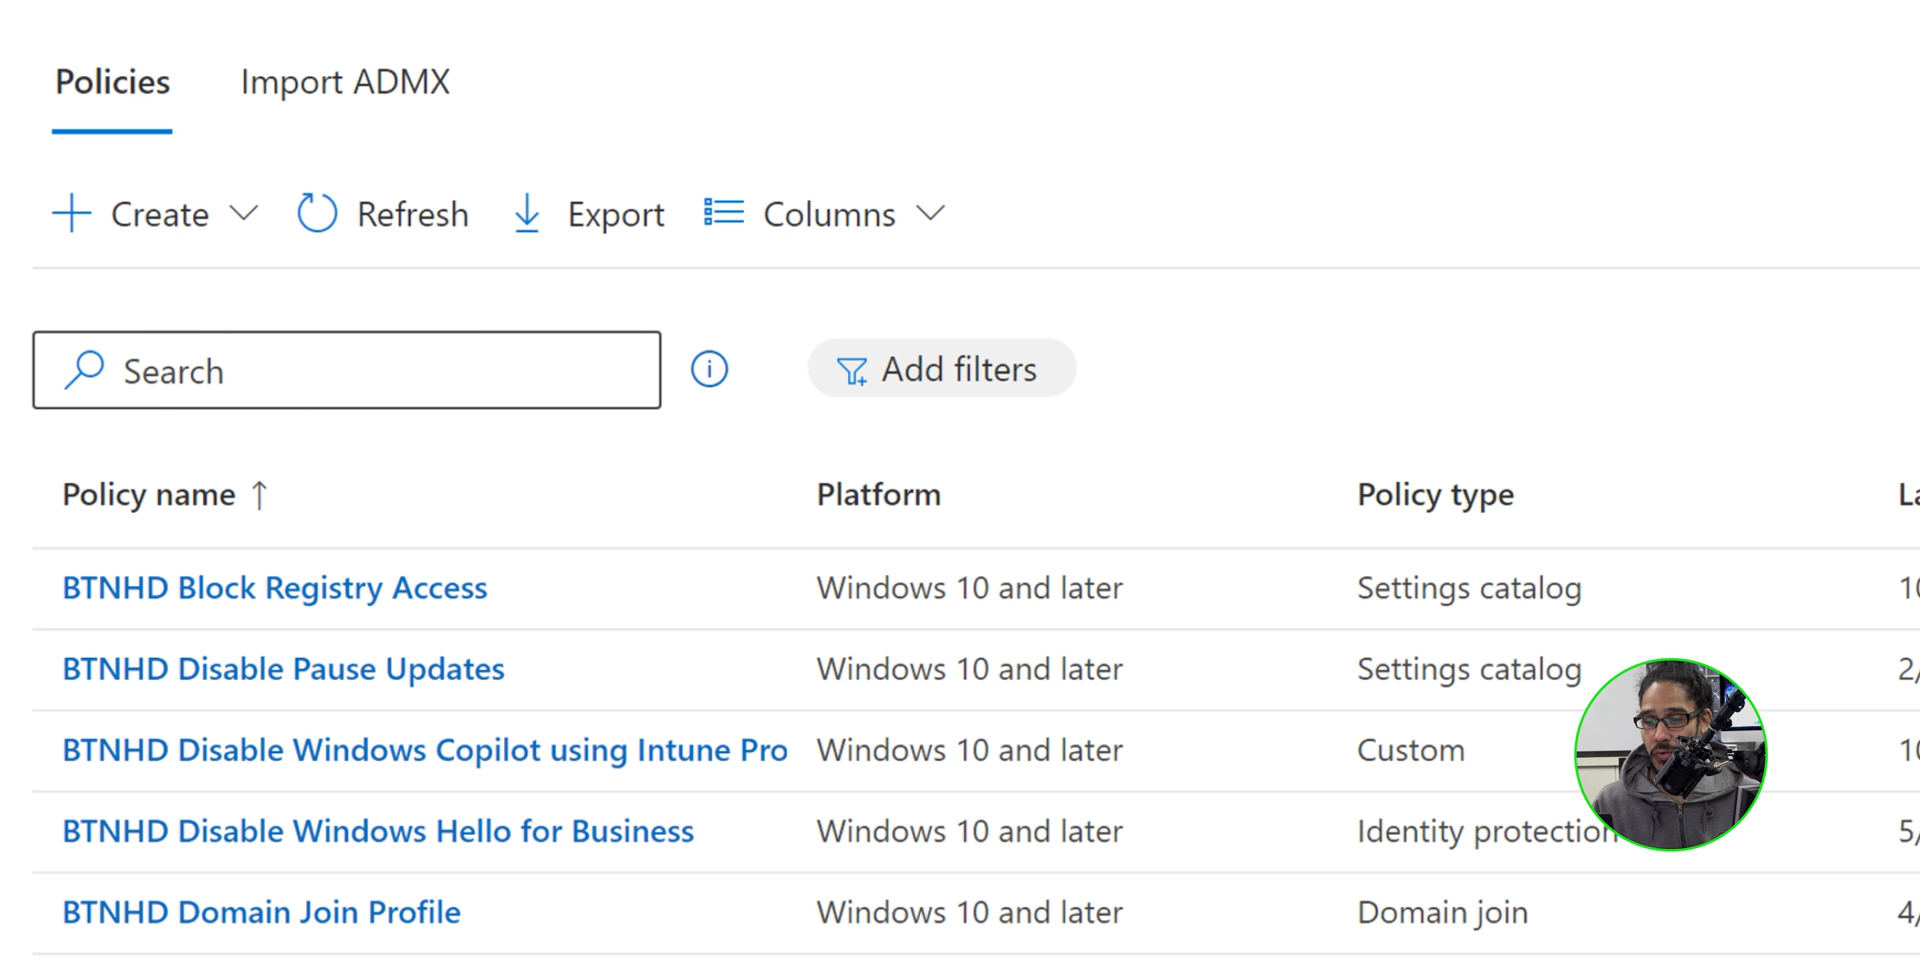 Policies Import ADMX
Create Refresh Export Columns
Search Add filters
Policy name Platform Policy type
BTNHD Block Registry Access Windows 10 and later Settings catalog
BTNHD Disable Pause Updates Windows 10 and later Settings catalog
BTNHD Disable Windows Copilot using Intune Pro Windows 10 and later Custom
BTNHD Disable Windows Hello for Business Windows 10 and later Identity protection
BTNHD Domain Join Profile Windows 10 and later Domain join